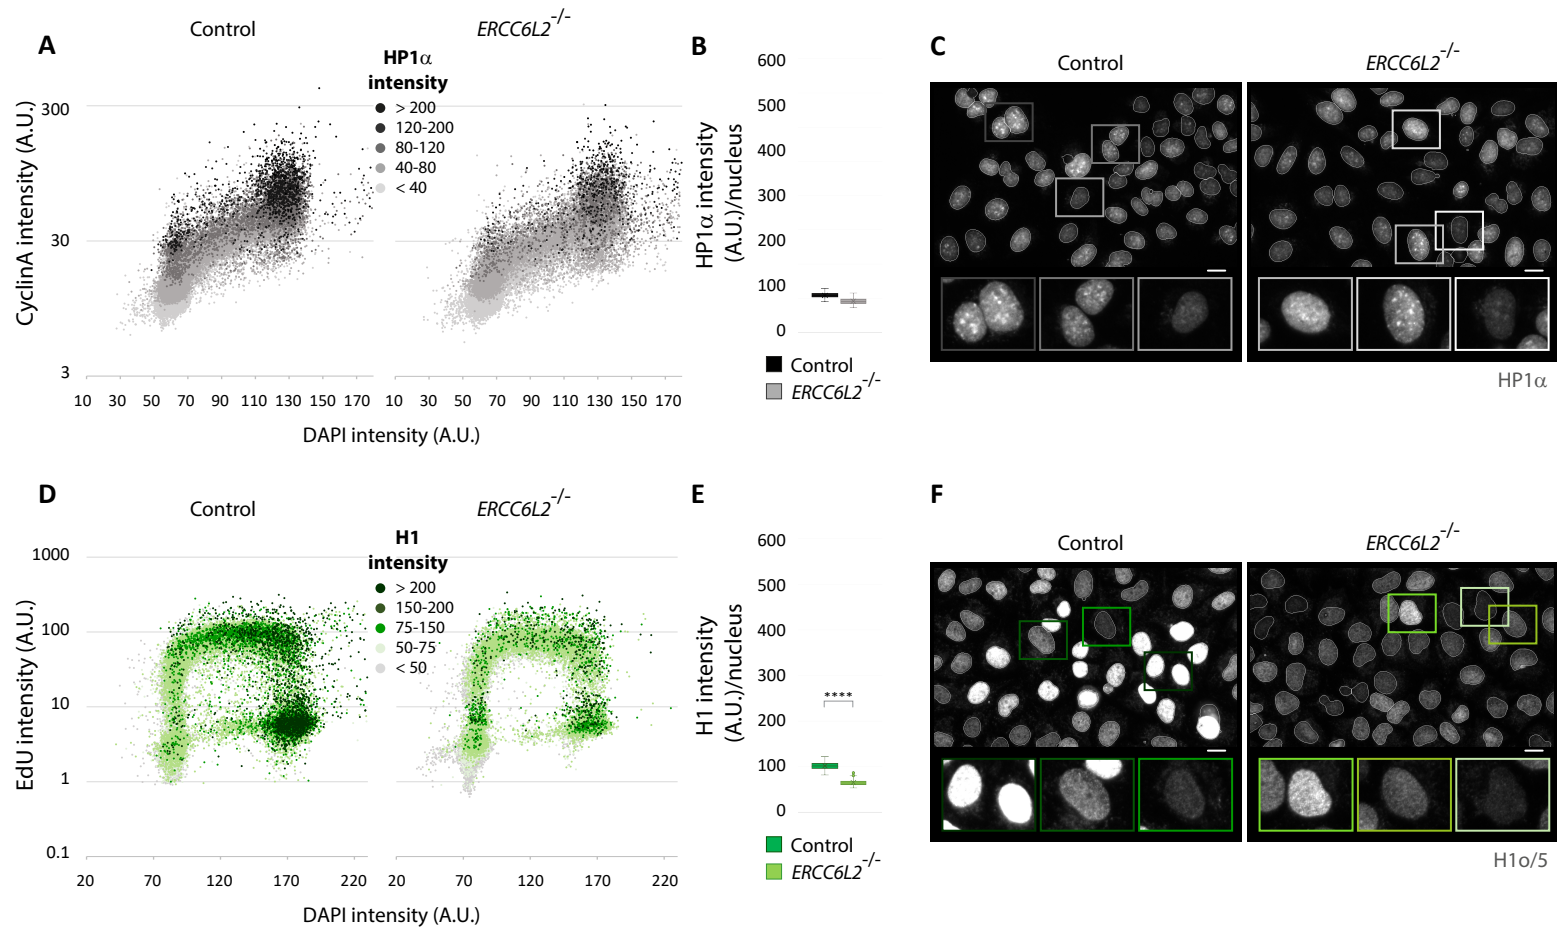 A
Control
ERCC6L2-/-
HP1α
intensity
> 200
120-200
80-120
40-80
< 40
CyclinA intensity (A.U.)
300
30
3
10 30 50 70 90 110 130 150 170
10 30 50 70 90 110 130 150 170
DAPI intensity (A.U.)
B
HP1α intensity
(A.U.)/nucleus
600
500
400
300
200
100
0
Control
ERCC6L2-/-
C
Control
ERCC6L2-/-
HP1α
D
Control
ERCC6L2-/-
H1
intensity
> 200
150-200
75-150
50-75
< 50
EdU intensity (A.U.)
1000
100
10
1
0.1
20 70 120 170 220
20 70 120 170 220
DAPI intensity (A.U.)
E
H1 intensity
(A.U.)/nucleus
600
500
400
300
200
100
0
****
Control
ERCC6L2-/-
F
Control
ERCC6L2-/-
H1o/5